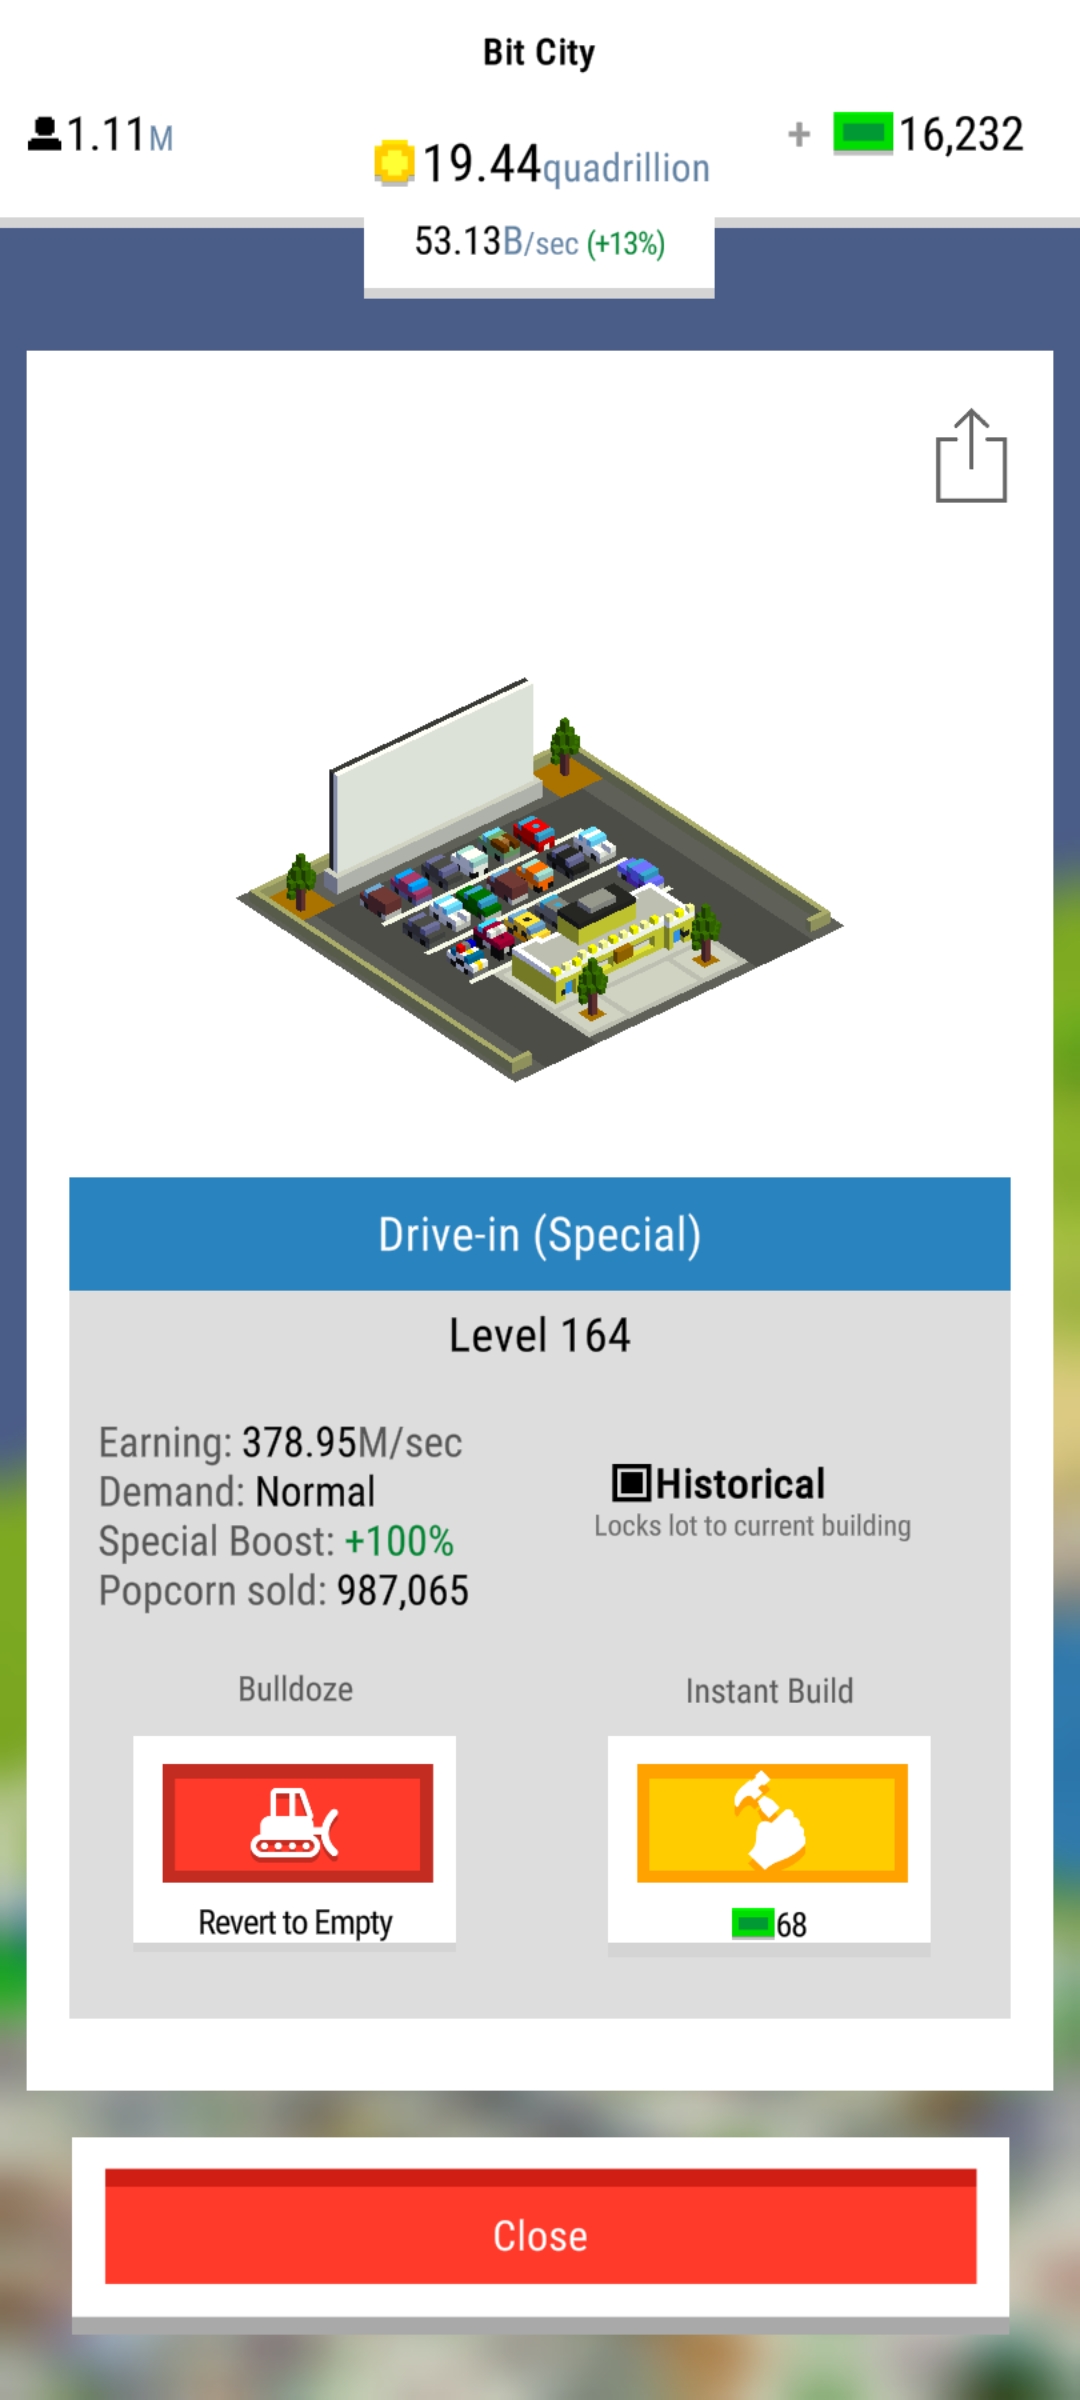 Bit City
1.11M
19.44quadrillion
+ 16,232
53.13B/sec (+13%)
Drive-in (Special)
Level 164
Earning: 378.95M/sec
Demand: Normal
Special Boost: +100%
Popcorn sold: 987,065
Historical
Locks lot to current building
Bulldoze
Instant Build
Revert to Empty
68
Close